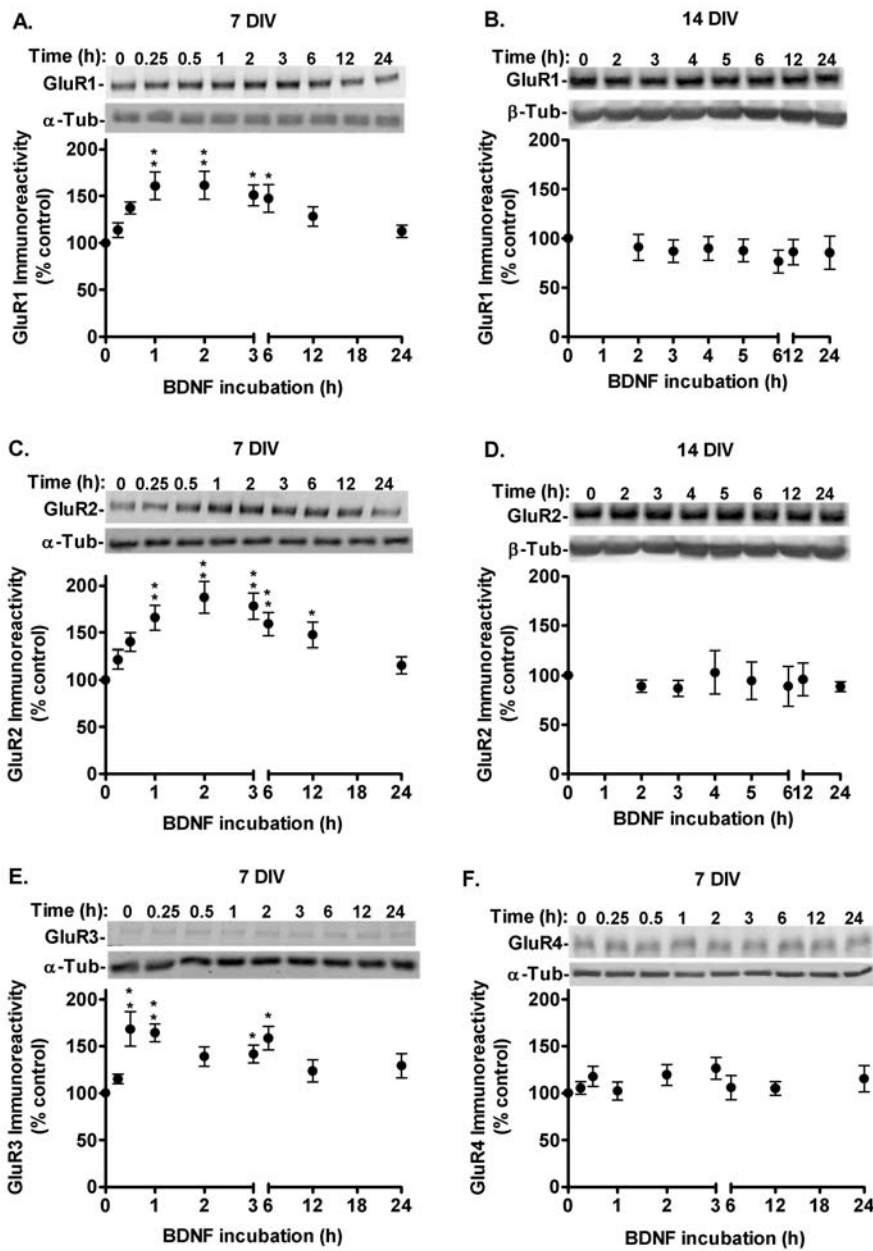 A.
7 DIV
Time (h): 0 0.25 0.5 1 2 3 6 12 24
GluR1-
α-Tub-
GluR1 Immunoreactivity
(% control)
200
150
100
50
0
** ** * *
0 1 2 3 6 12 18 24
BDNF incubation (h)
B.
14 DIV
Time (h): 0 2 3 4 5 6 12 24
GluR1-
β-Tub-
GluR1 Immunoreactivity
(% control)
200
150
100
50
0
0 1 2 3 4 5 6 12 24
BDNF incubation (h)
C.
7 DIV
Time (h): 0 0.25 0.5 1 2 3 6 12 24
GluR2-
α-Tub-
GluR2 Immunoreactivity
(% control)
200
150
100
50
0
** ** ** ** *
0 1 2 3 6 12 24
BDNF incubation (h)
D.
14 DIV
Time (h): 0 2 3 4 5 6 12 24
GluR2-
β-Tub-
GluR2 Immunoreactivity
(% control)
200
150
100
50
0
0 1 2 3 4 5 6 12 24
BDNF incubation (h)
E.
7 DIV
Time (h): 0 0.25 0.5 1 2 3 6 12 24
GluR3-
α-Tub-
GluR3 Immunoreactivity
(% control)
200
150
100
50
0
** ** * *
0 1 2 3 6 12 18 24
BDNF incubation (h)
F.
7 DIV
Time (h): 0 0.25 0.5 1 2 3 6 12 24
GluR4-
α-Tub-
GluR4 Immunoreactivity
(% control)
200
150
100
50
0
0 1 2 3 6 12 18 24
BDNF incubation (h)